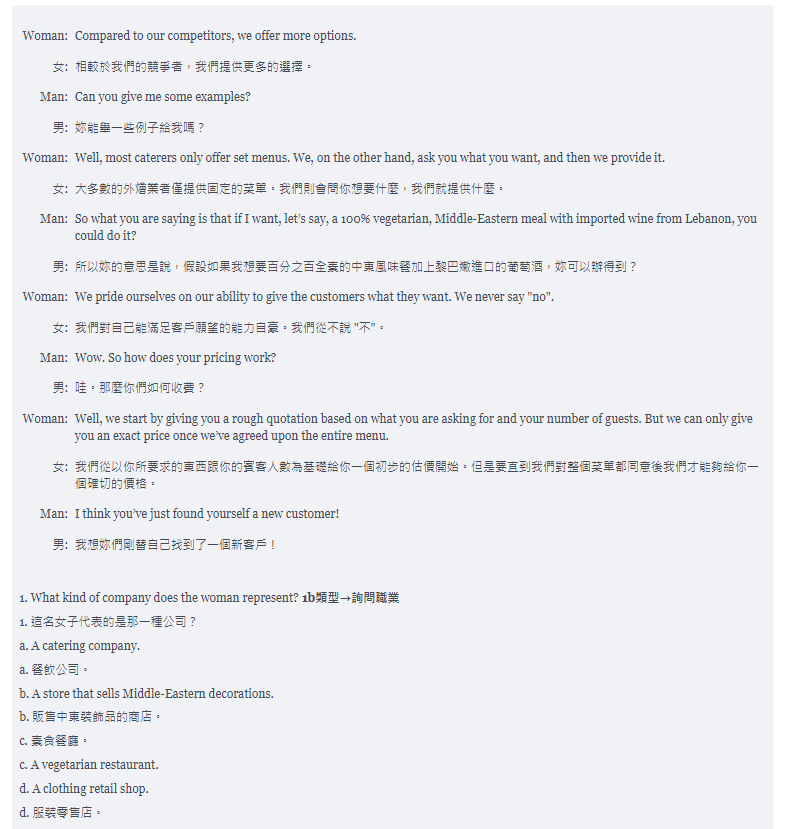 Woman: Compared to our competitors, we offer more options.
女: 相較於我們的競爭者，我們提供更多的選擇。
Man: Can you give me some examples?
男: 妳能舉一些例子給我嗎？
Woman: Well, most caterers only offer set menus. We, on the other hand, ask you what you want, and then we provide it.
女: 大多數的外燴業者僅提供固定的菜單。我們則會問你想要什麼，我們就提供什麼。
Man: So what you are saying is that if I want, let’s say, a 100% vegetarian, Middle-Eastern meal with imported wine from Lebanon, you
could do it?
男: 所以妳的意思是說，假設如果我想要百分之百全素的中東風味餐加上黎巴嫩進口的葡萄酒，妳可以辦得到？
Woman: We pride ourselves on our ability to give the customers what they want. We never say "no".
女: 我們對自己能滿足客戶願望的能力自豪。我們從不說 "不"。
Man: Wow. So how does your pricing work?
男: 哇。那麼你們如何收費？
Woman: Well, we start by giving you a rough quotation based on what you are asking for and your number of guests. But we can only give
you an exact price once we’ve agreed upon the entire menu.
女: 我們從以你所要求的東西跟你的賓客人數為基礎給你一個初步的估價開始。但是要直到我們對整個菜單都同意後我們才能夠給你一
個確切的價格。
Man: I think you’ve just found yourself a new customer!
男: 我想妳們剛替自己找到了一個新客戶！
1. What kind of company does the woman represent? 1b類型→詢問職業
1. 這名女子代表的是那一種公司？
a. A catering company.
a. 餐飲公司。
b. A store that sells Middle-Eastern decorations.
b. 販售中東裝飾品的商店。
c. 素食餐廳。
c. A vegetarian restaurant.
d. A clothing retail shop.
d. 服裝零售店。